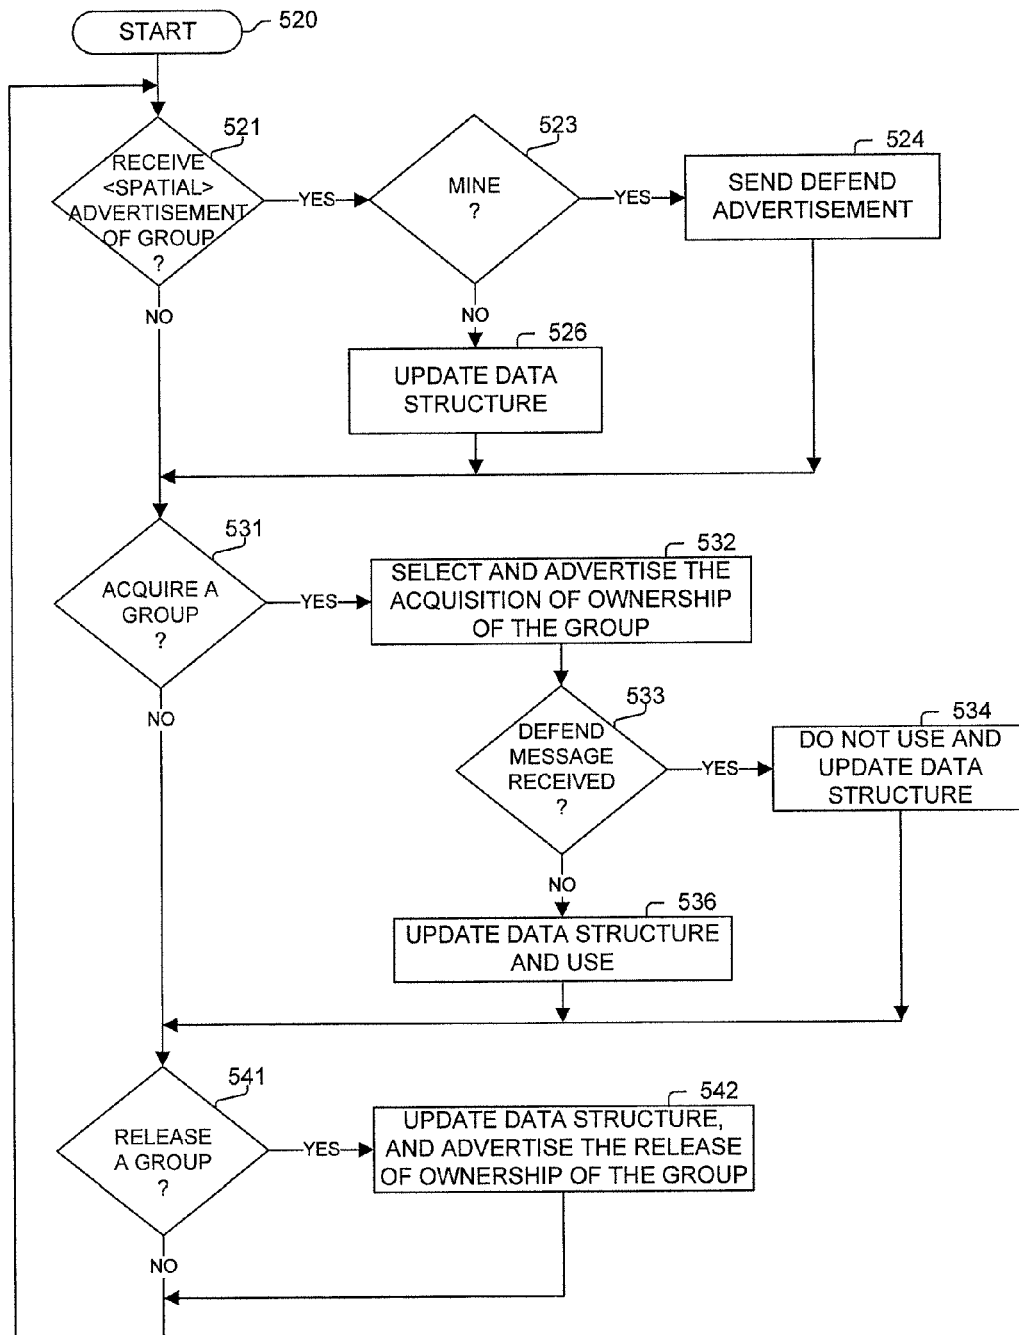 START
520
521
RECEIVE
<SPATIAL>
ADVERTISEMENT
OF GROUP
?
YES
NO
523
MINE
?
YES
NO
524
SEND DEFEND
ADVERTISEMENT
526
UPDATE DATA
STRUCTURE
531
ACQUIRE A
GROUP
?
YES
NO
532
SELECT AND ADVERTISE THE
ACQUISITION OF OWNERSHIP
OF THE GROUP
533
DEFEND
MESSAGE
RECEIVED
?
YES
NO
534
DO NOT USE AND
UPDATE DATA
STRUCTURE
536
UPDATE DATA STRUCTURE
AND USE
541
RELEASE
A GROUP
?
YES
NO
542
UPDATE DATA STRUCTURE,
AND ADVERTISE THE RELEASE
OF OWNERSHIP OF THE GROUP